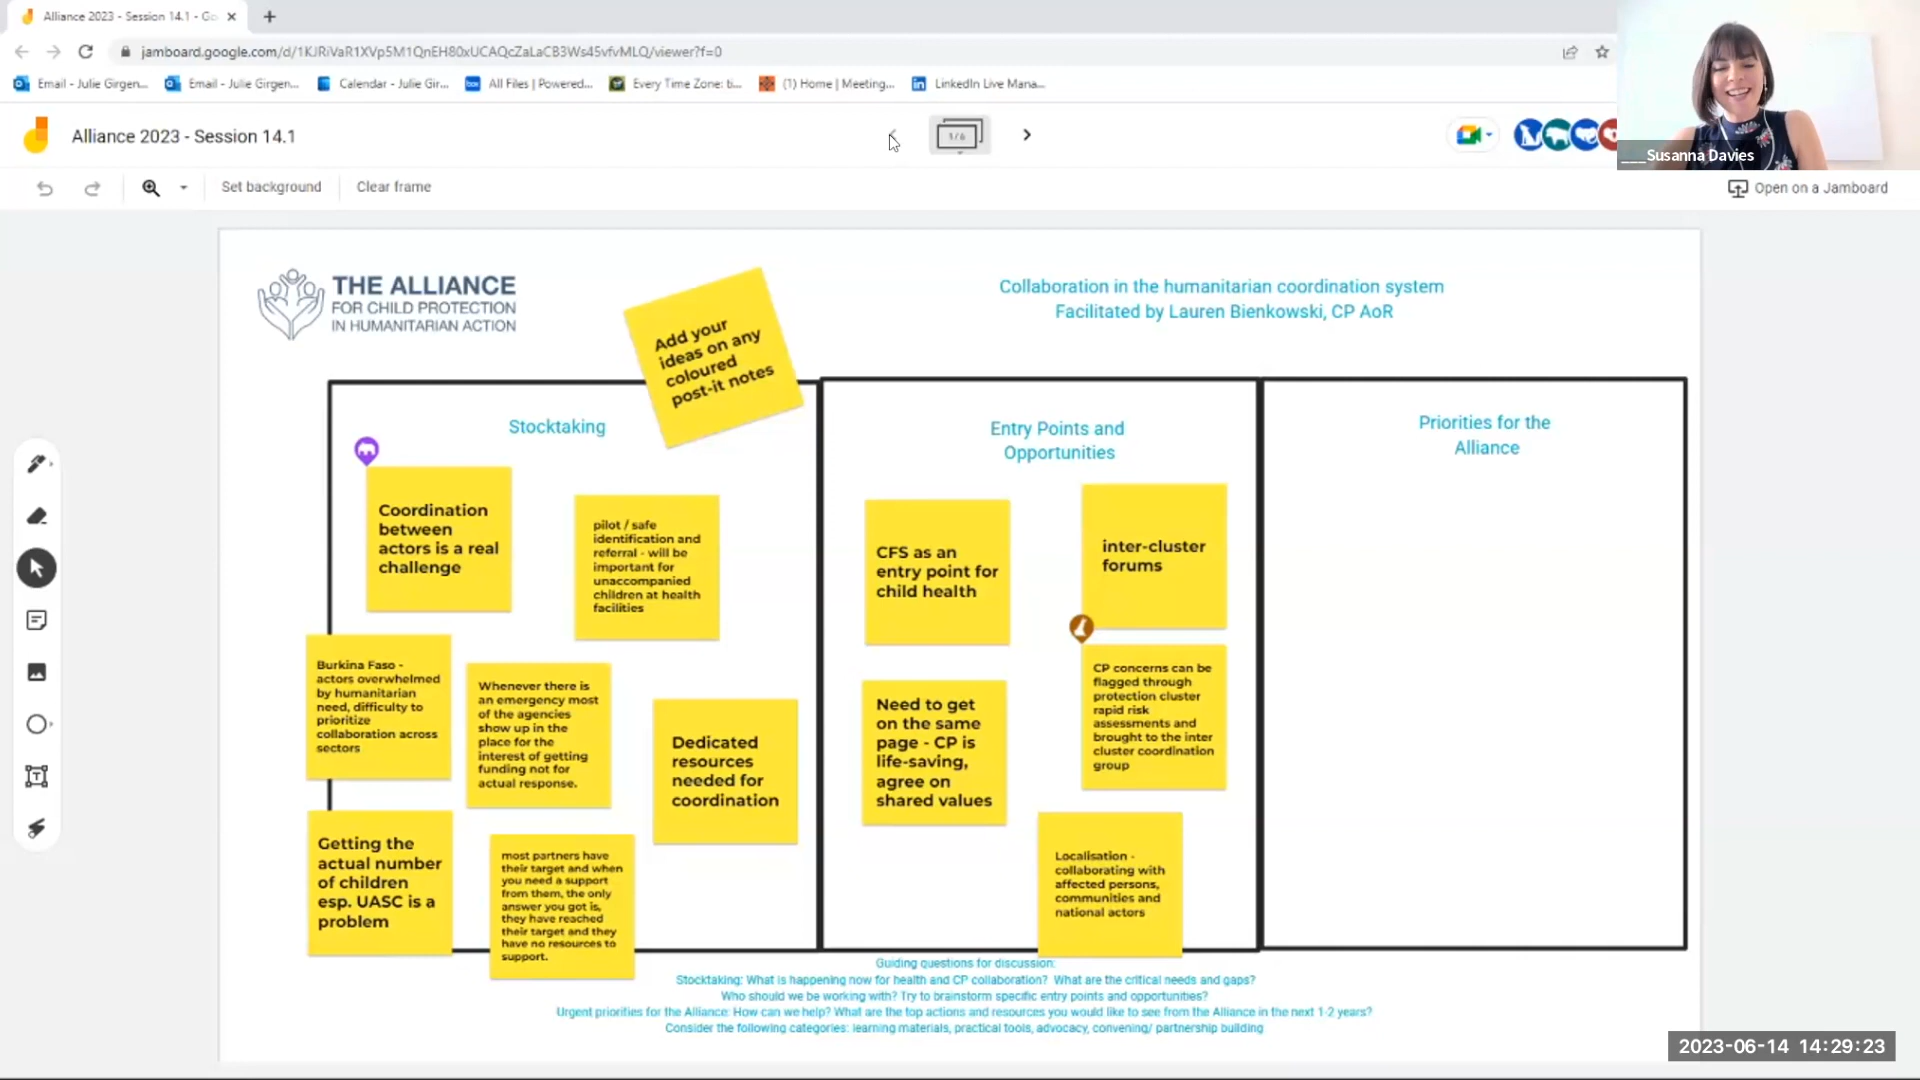 Alliance 2023 - Session 14.1 - Go
jamboard.google.com/d/1KJRiVaR1XVp5M1QnEH80xUCAQcZaLaCB3Ws45vfvMLQ/viewer?f=0
Email - Julie Girgen...
Email - Julie Girgen...
Calendar - Julie Gir...
All Files | Powered...
Every Time Zone: ti...
(1) Home | Meeting...
LinkedIn Live Mana...
Alliance 2023 - Session 14.1
1/6
___Susanna Davies
Set background
Clear frame
Open on a Jamboard
THE ALLIANCE
FOR CHILD PROTECTION
IN HUMANITARIAN ACTION
Add your
ideas on any
coloured
post-it notes
Collaboration in the humanitarian coordination system
Facilitated by Lauren Bienkowski, CP AoR
Stocktaking
Coordination
between
actors is a real
challenge
pilot / safe
identification and
referral - will be
important for
unaccompanied
children at health
facilities
Burkina Faso -
actors overwhelmed
by humanitarian
need, difficulty to
prioritize
collaboration across
sectors
Whenever there is
an emergency most
of the agencies
show up in the
place for the
interest of getting
funding not for
actual response.
Dedicated
resources
needed for
coordination
Getting the
actual number
of children
esp. UASC is a
problem
most partners have
their target and when
you need a support
from them, the only
answer you got is,
they have reached
their target and they
have no resources to
support.
Entry Points and
Opportunities
CFS as an
entry point for
child health
inter-cluster
forums
Need to get
on the same
page - CP is
life-saving,
agree on
shared values
CP concerns can be
flagged through
protection cluster
rapid risk
assessments and
brought to the inter
cluster coordination
group
Localisation -
collaborating with
affected persons,
communities and
national actors
Priorities for the
Alliance
Guiding questions for discussion:
Stocktaking: What is happening now for health and CP collaboration? What are the critical needs and gaps?
Who should we be working with? Try to brainstorm specific entry points and opportunities?
Urgent priorities for the Alliance: How can we help? What are the top actions and resources you would like to see from the Alliance in the next 1-2 years?
Consider the following categories: learning materials, practical tools, advocacy, convening/ partnership building
2023-06-14 14:29:23